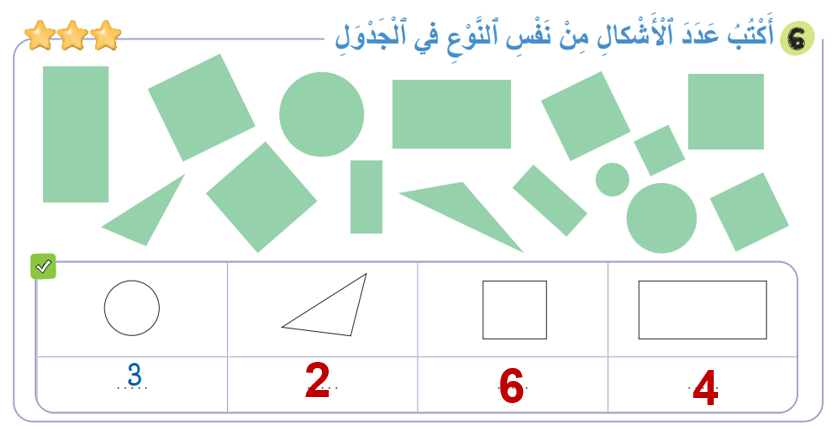 6 أَكْتُبُ عَدَدَ ٱلْأَشْكالِ مِنْ نَفْسِ ٱلنَّوْعِ في ٱلْجَدْوَلِ
4 6 2 3